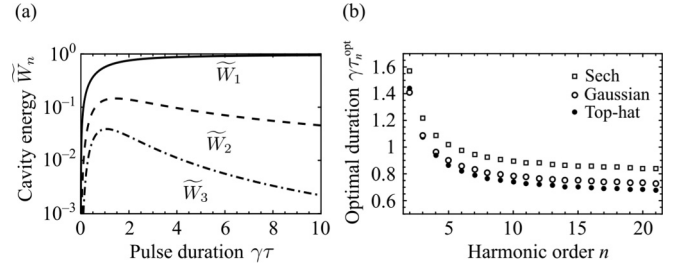 (a)
Cavity energy W̃ₙ
10⁰
10⁻¹
10⁻²
10⁻³
W̃₁
W̃₂
W̃₃
0 2 4 6 8 10
Pulse duration γτ
(b)
Optimal duration γτₙᵒᵖᵗ
1.6
1.4
1.2
1
0.8
0.6
Sech
Gaussian
Top-hat
5 10 15 20
Harmonic order n